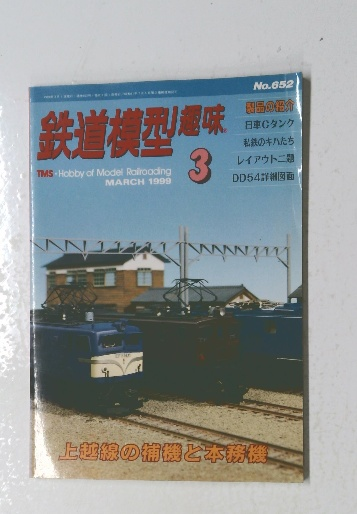 No.652
鉄道模型趣味
3
TMS・Hobby of Model Railroading
MARCH 1999
製品の紹介
日車Cタンク
私鉄のキハたち
レイアウト二題
DD54詳細図面
上越線の補機と本務機